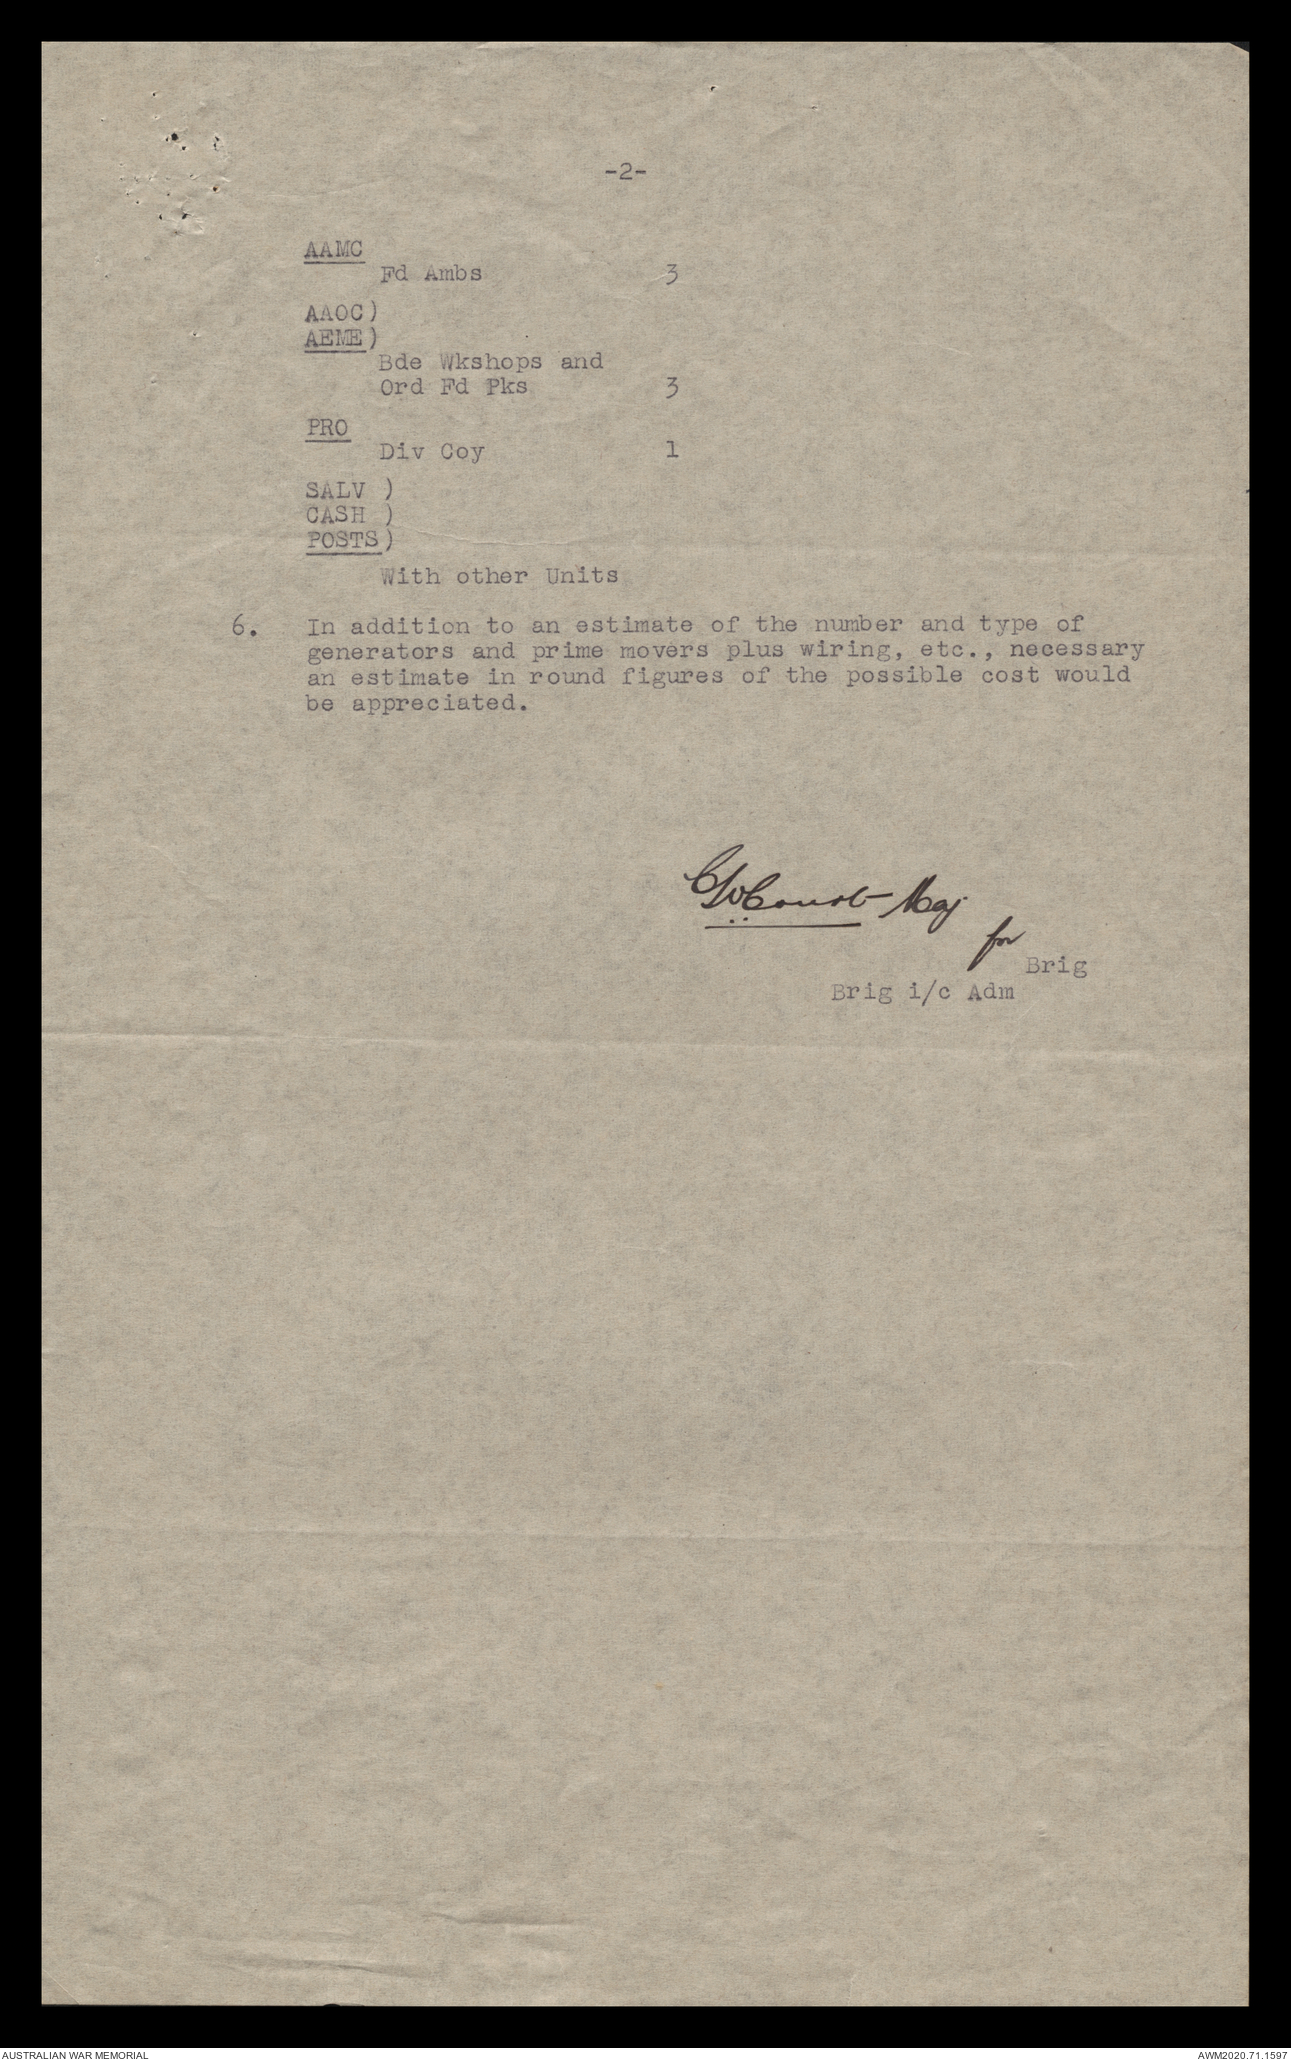 -2-
AAMC
Fd Ambs 3
AAOC)
AEME)
Bde Wkshops and
Ord Fd Pks 3
PRO
Div Coy 1
SALV )
CASH )
POSTS)
With other Units
6. In addition to an estimate of the number and type of
generators and prime movers plus wiring, etc., necessary
an estimate in round figures of the possible cost would
be appreciated.
Maj
for
Brig
Brig i/c Adm
AUSTRALIAN WAR MEMORIAL
AWM2020.71.1597